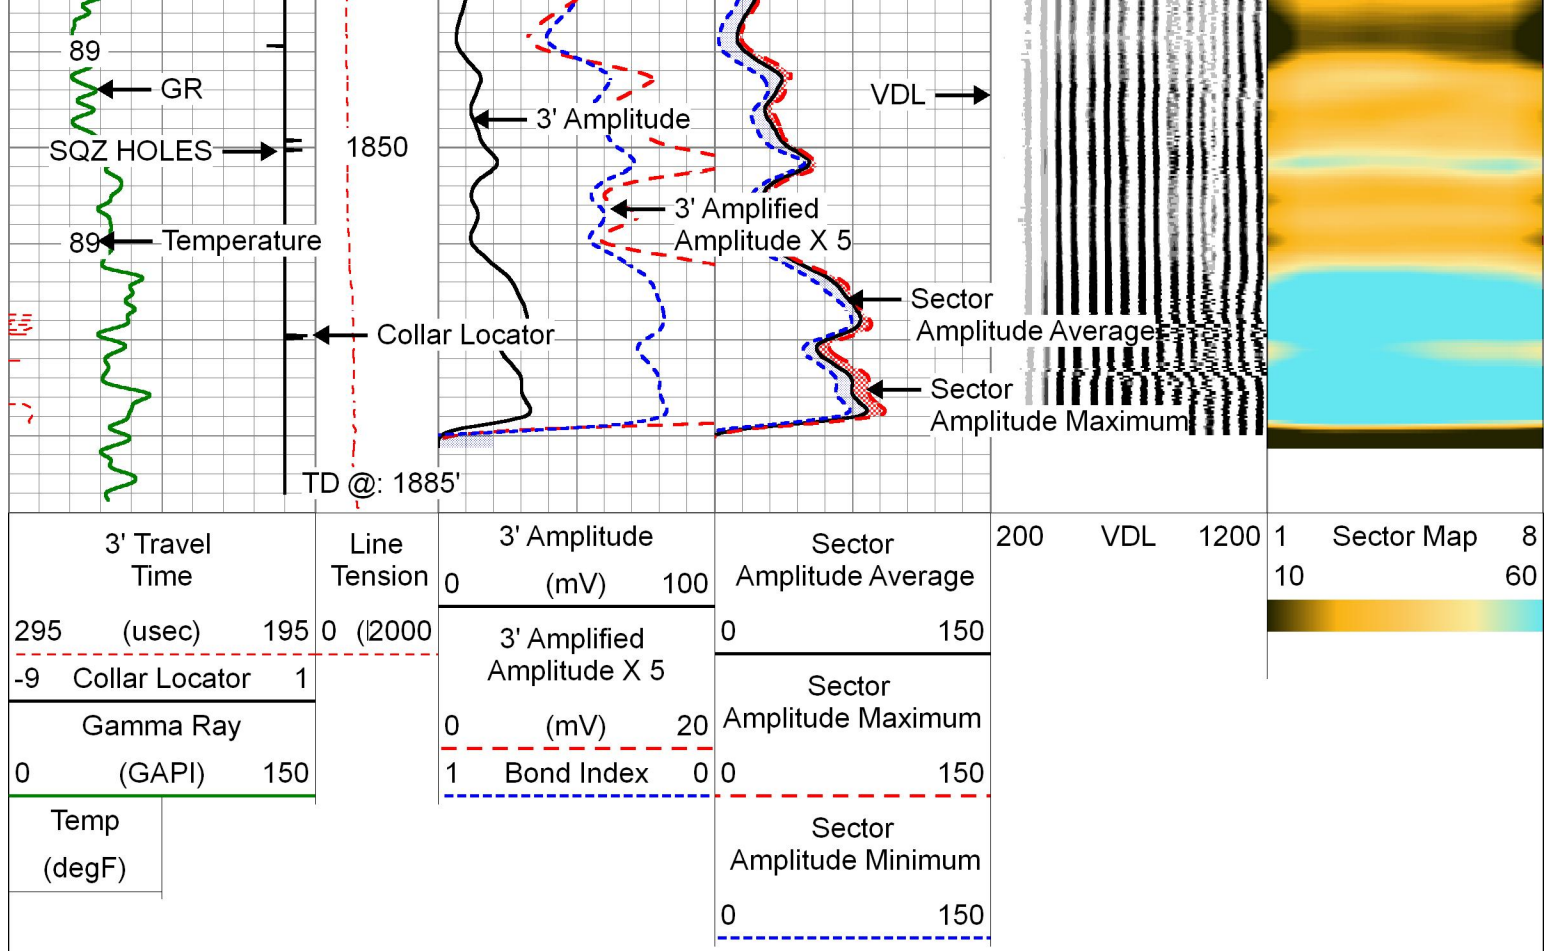 89
GR
3' Amplitude
VDL
SQZ HOLES
1850
3' Amplified
Amplitude X 5
89
Temperature
Sector
Amplitude Average
Collar Locator
Sector
Amplitude Maximum
TD @: 1885'
3' Travel
Time
295 (usec) 195
-9 Collar Locator 1
Gamma Ray
0 (GAPI) 150
Temp
(degF)
Line
Tension
0 ( 2000
3' Amplitude
0 (mV) 100
3' Amplified
Amplitude X 5
0 (mV) 20
1 Bond Index 0
Sector
Amplitude Average
0 150
Sector
Amplitude Maximum
0 150
Sector
Amplitude Minimum
0 150
200 VDL 1200
1 Sector Map 8
10 60